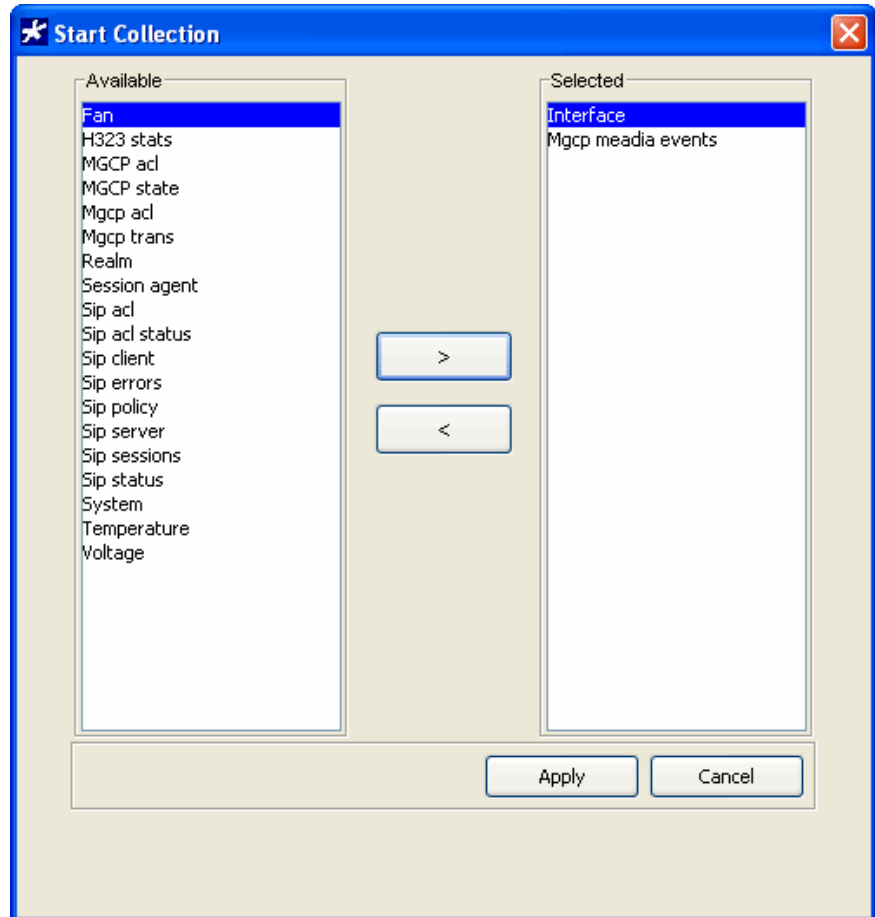 Start Collection
Available
Fan
H323 stats
MGCP acl
MGCP state
Mgcp acl
Mgcp trans
Realm
Session agent
Sip acl
Sip acl status
Sip client
Sip errors
Sip policy
Sip server
Sip sessions
Sip status
System
Temperature
Voltage
>
<
Selected
Interface
Mgcp meadia events
Apply
Cancel